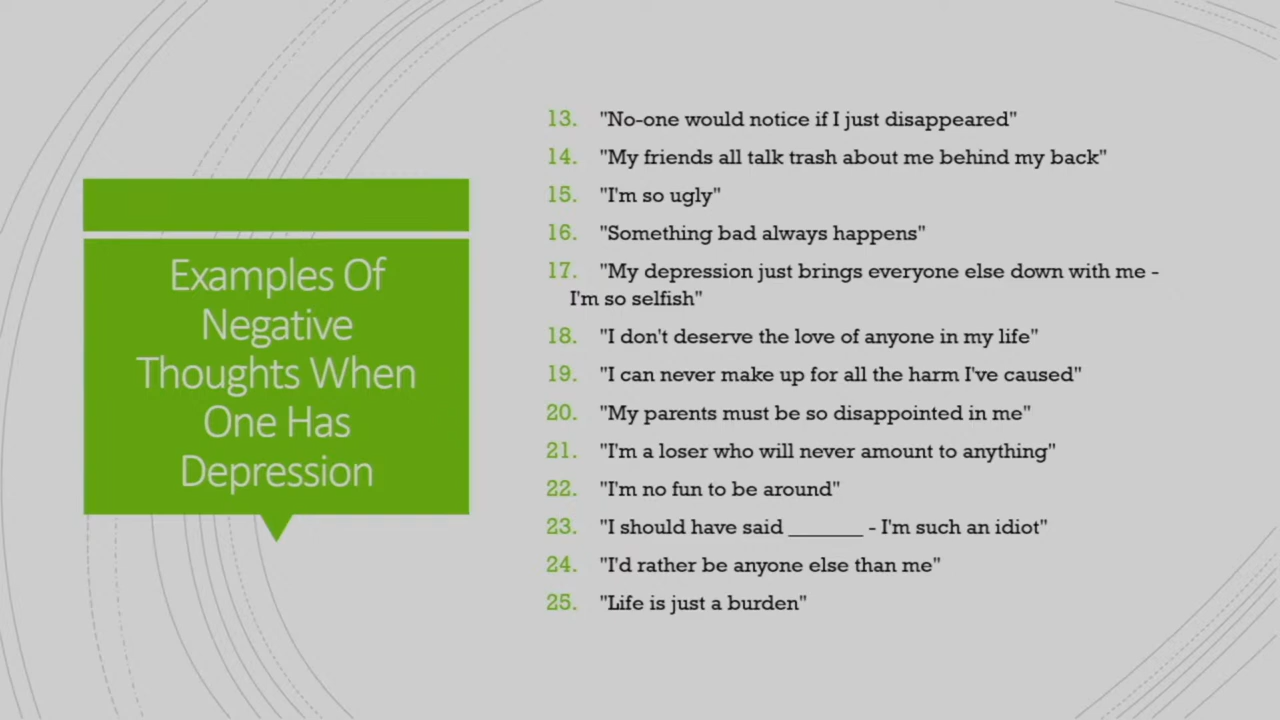 Examples Of
Negative
Thoughts When
One Has
Depression
13. "No-one would notice if I just disappeared"
14. "My friends all talk trash about me behind my back"
15. "I'm so ugly"
16. "Something bad always happens"
17. "My depression just brings everyone else down with me -
I'm so selfish"
18. "I don't deserve the love of anyone in my life"
19. "I can never make up for all the harm I've caused"
20. "My parents must be so disappointed in me"
21. "I'm a loser who will never amount to anything"
22. "I'm no fun to be around"
23. "I should have said _______ - I'm such an idiot"
24. "I'd rather be anyone else than me"
25. "Life is just a burden"